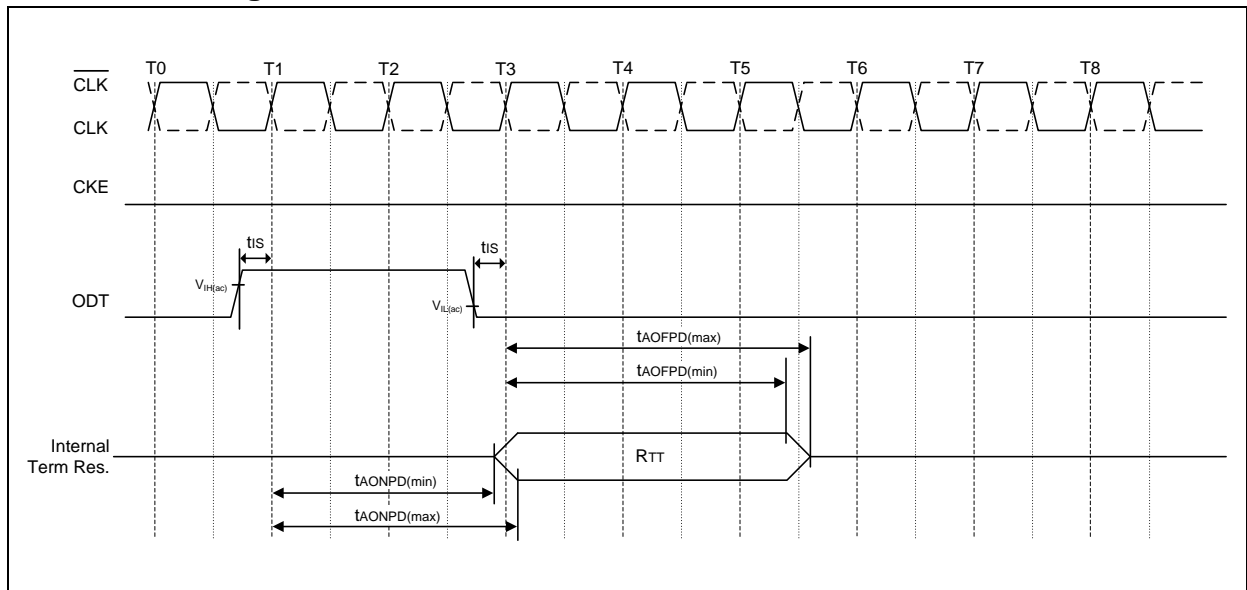 T0 T1 T2 T3 T4 T5 T6 T7 T8
CLK
CLK
CKE
tIS
tIS
VIH(ac)
ODT
VIL(ac)
tAOFPD(max)
tAOFPD(min)
Internal
Term Res.
RTT
tAONPD(min)
tAONPD(max)